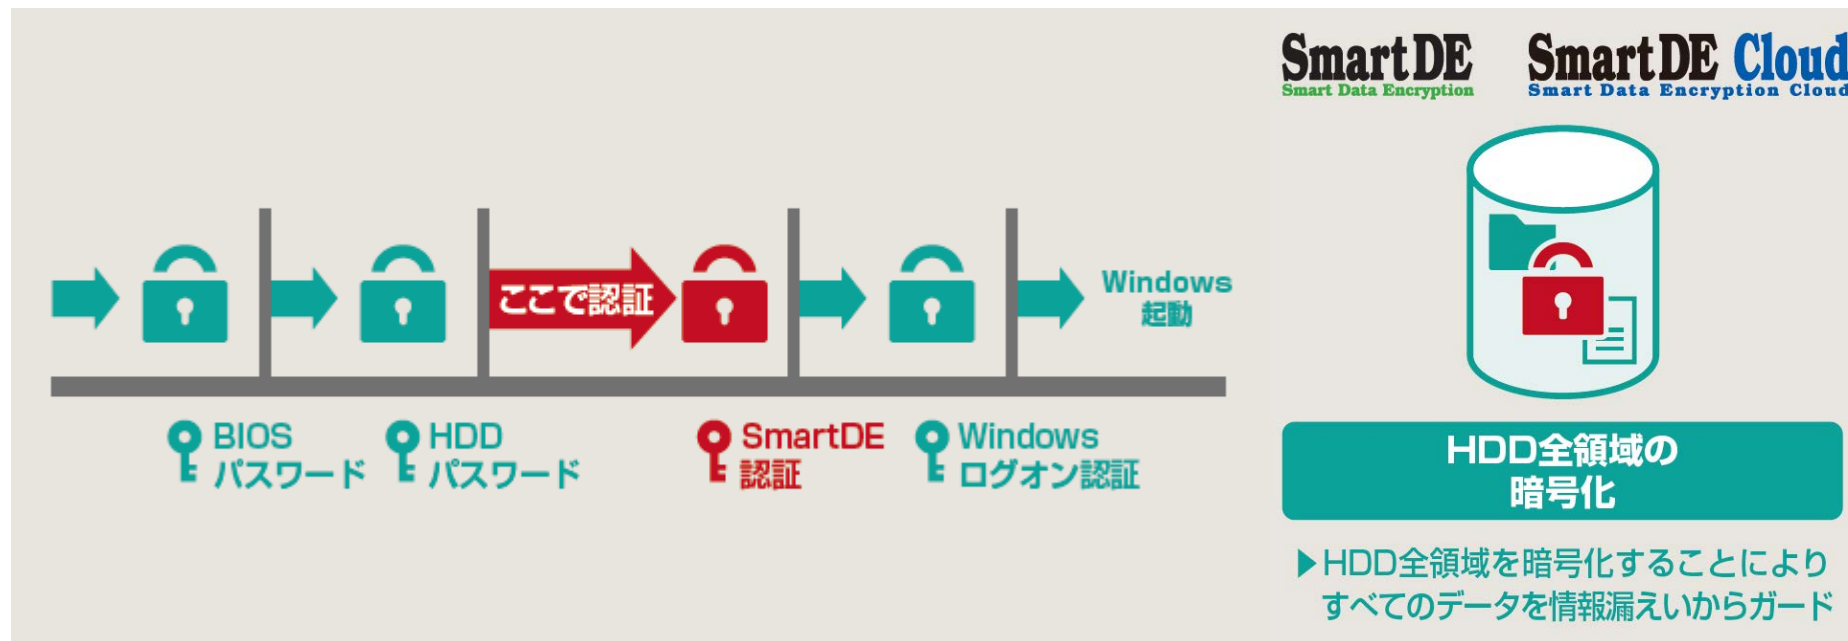 SmartDE
Smart Data Encryption
SmartDE Cloud
Smart Data Encryption Cloud
ここで認証
Windows
起動
BIOS
パスワード
HDD
パスワード
SmartDE
認証
Windows
ログオン認証
HDD全領域の
暗号化
▶HDD全領域を暗号化することにより
すべてのデータを情報漏えいからガード